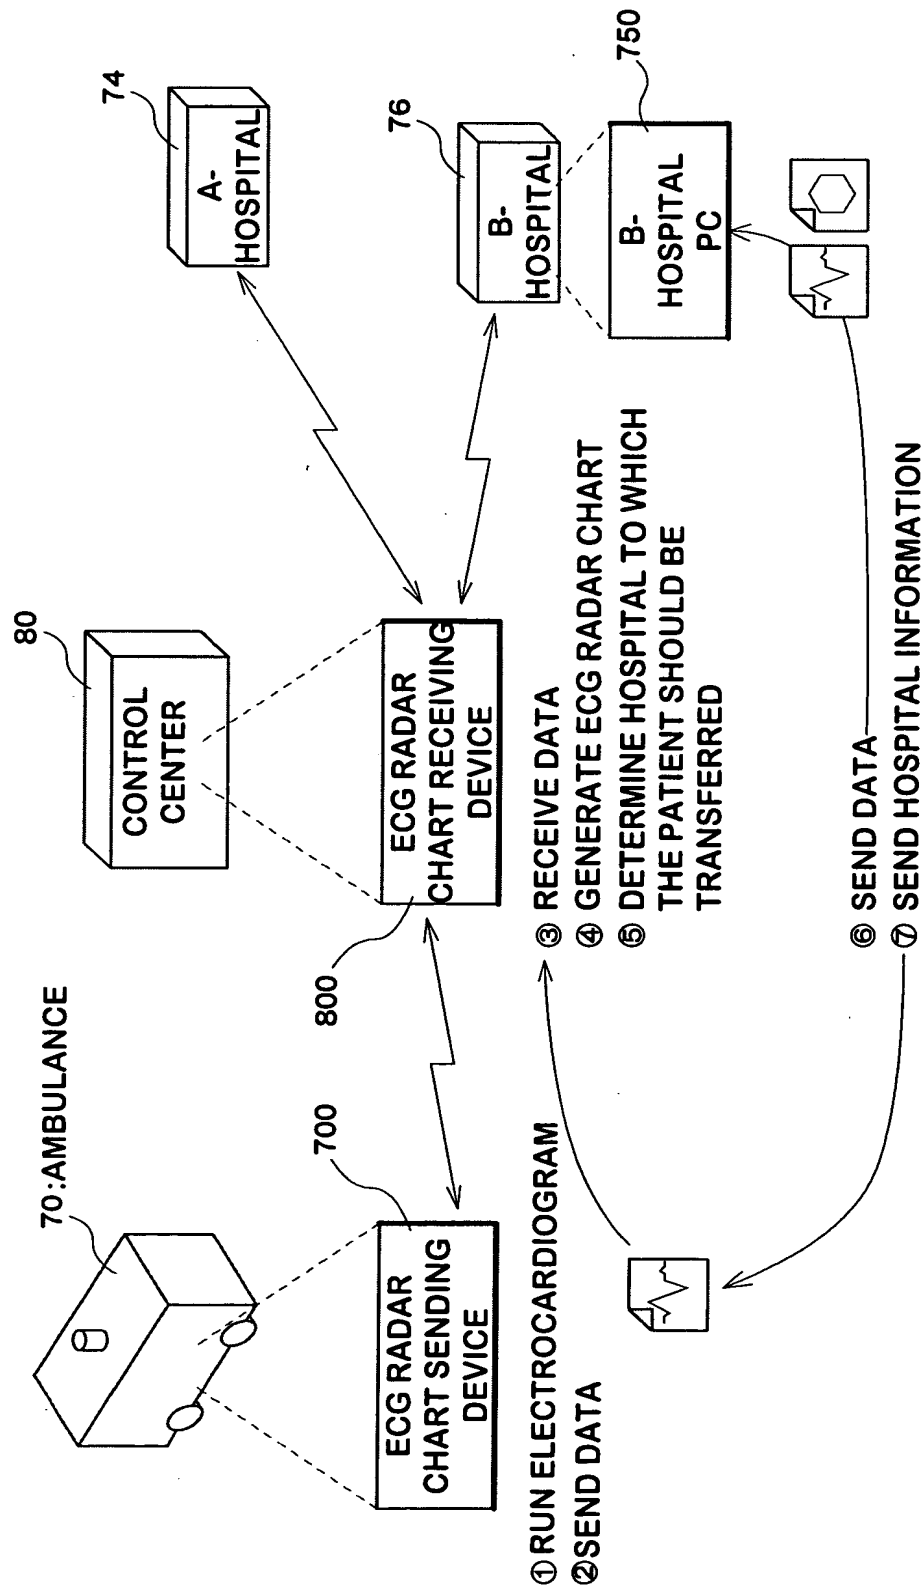 70:AMBULANCE
700
ECG RADAR
CHART SENDING
DEVICE
① RUN ELECTROCARDIOGRAM
②SEND DATA
80
CONTROL
CENTER
800
ECG RADAR
CHART RECEIVING
DEVICE
③ RECEIVE DATA
④ GENERATE ECG RADAR CHART
⑤ DETERMINE HOSPITAL TO WHICH
THE PATIENT SHOULD BE
TRANSFERRED
⑥ SEND DATA
⑦ SEND HOSPITAL INFORMATION
74
A-
HOSPITAL
76
B-
HOSPITAL
750
B-
HOSPITAL
PC